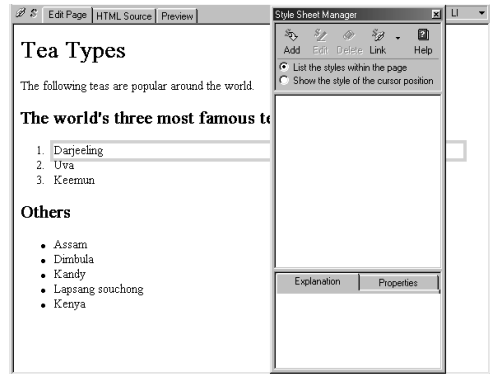 Edit Page HTML Source Preview
Tea Types
The following teas are popular around the world.
The world's three most famous te
1. Darjeeling
2. Uva
3. Keemun
Others
• Assam
• Dimbula
• Kandy
• Lapsang souchong
• Kenya
Style Sheet Manager
LI
Add Edit Delete Link Help
List the styles within the page
Show the style of the cursor position
Explanation Properties